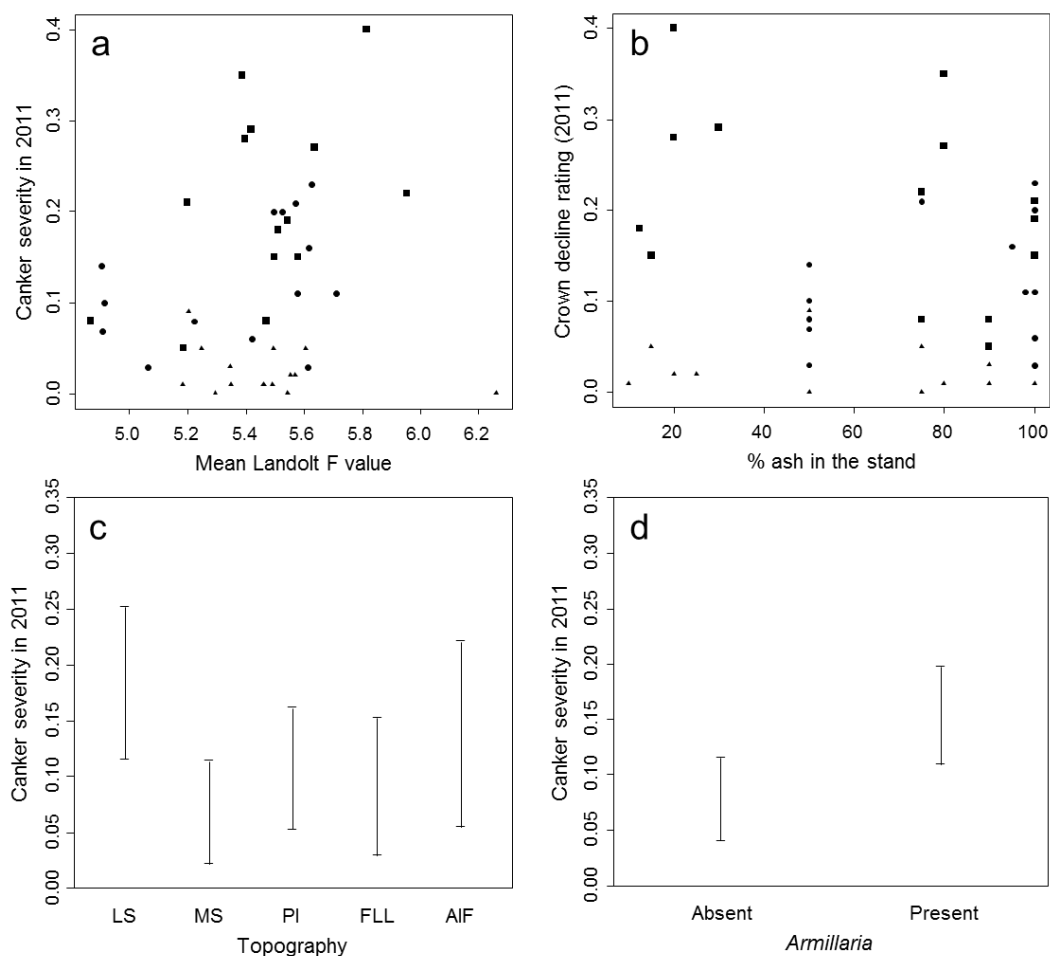 a
Canker severity in 2011
0.0 0.1 0.2 0.3 0.4
5.0 5.2 5.4 5.6 5.8 6.0 6.2
Mean Landolt F value
b
Crown decline rating (2011)
0.0 0.1 0.2 0.3 0.4
20 40 60 80 100
% ash in the stand
c
Canker severity in 2011
0.00 0.05 0.10 0.15 0.20 0.25 0.30 0.35
LS MS PI FLL AIF
Topography
d
Canker severity in 2011
0.00 0.05 0.10 0.15 0.20 0.25 0.30 0.35
Absent Present
Armillaria